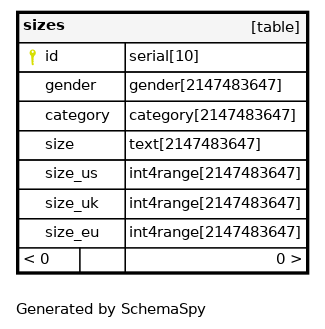 sizes [table]
id serial[10]
gender gender[2147483647]
category category[2147483647]
size text[2147483647]
size_us int4range[2147483647]
size_uk int4range[2147483647]
size_eu int4range[2147483647]
< 0 0 >
Generated by SchemaSpy